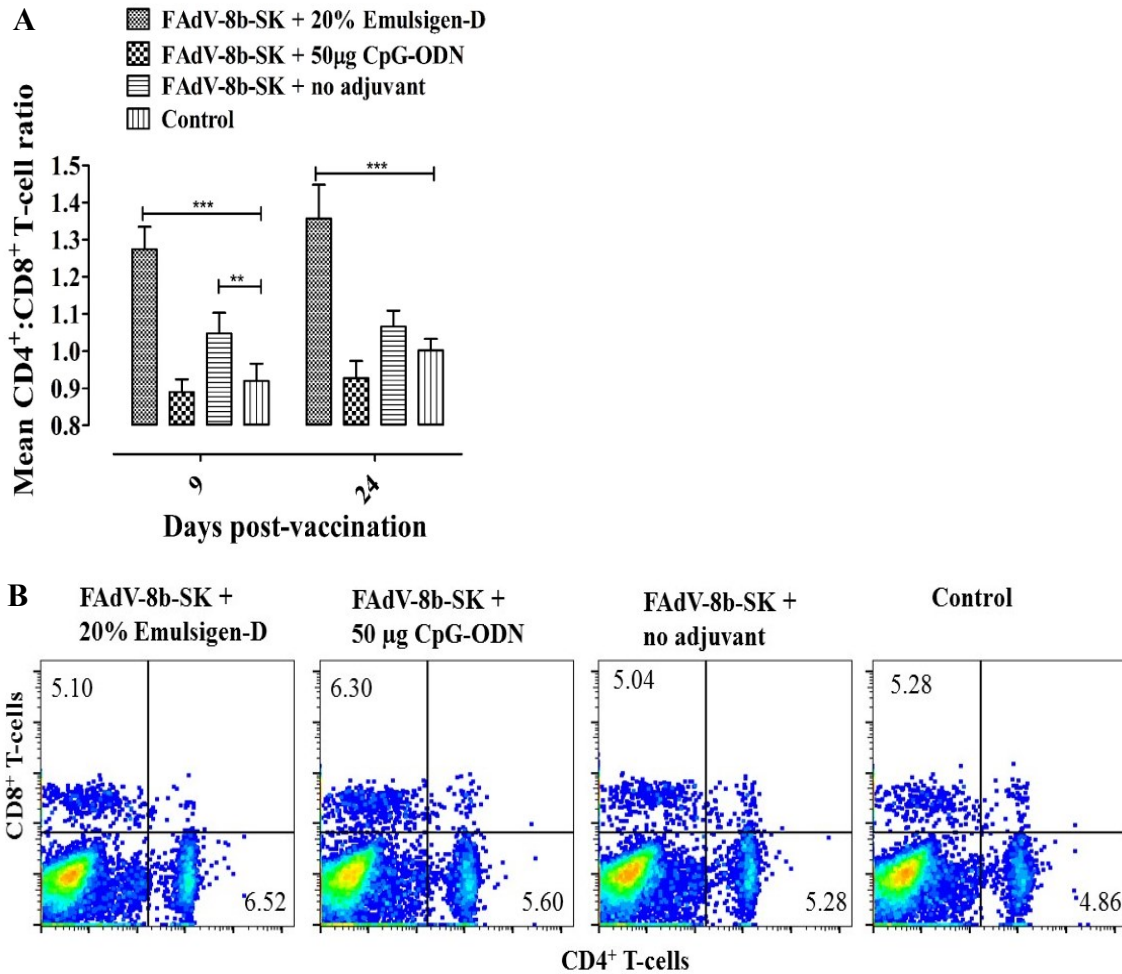 A
FAdV-8b-SK + 20% Emulsigen-D
FAdV-8b-SK + 50µg CpG-ODN
FAdV-8b-SK + no adjuvant
Control
Mean CD4⁺:CD8⁺ T-cell ratio
1.5
1.4
1.3
1.2
1.1
1.0
0.9
0.8
***
**
***
9
24
Days post-vaccination
B
FAdV-8b-SK +
20% Emulsigen-D
FAdV-8b-SK +
50 µg CpG-ODN
FAdV-8b-SK +
no adjuvant
Control
CD8⁺ T-cells
5.10
6.52
6.30
5.60
5.04
5.28
5.28
4.86
CD4⁺ T-cells